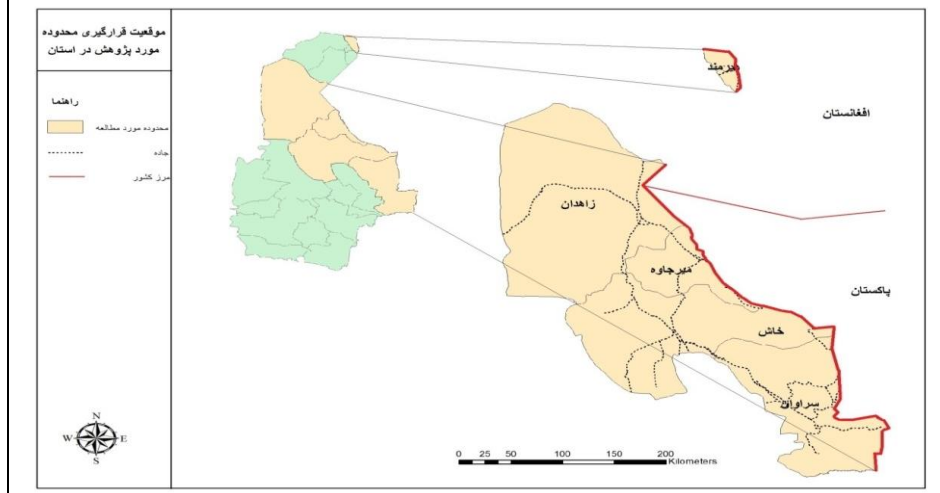 موقعیت قرارگیری محدوده
مورد پژوهش در استان
راهنما
محدوده مورد مطالعه
جاده
مرز کشور
هیرمند
افغانستان
زاهدان
میرجاوه
پاکستان
خاش
سراوان
N
W E
S
0 25 50 100 150 200
Kilometers